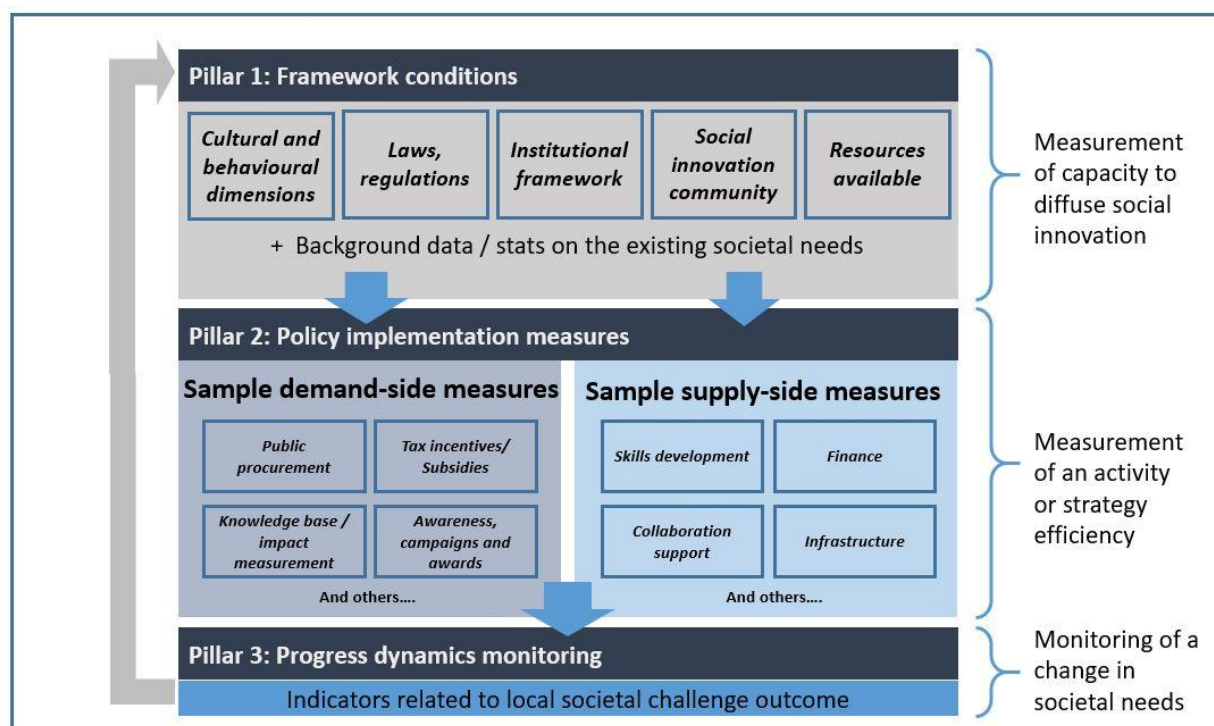 Pillar 1: Framework conditions
Cultural and
behavioural
dimensions
Laws,
regulations
Institutional
framework
Social
innovation
community
Resources
available
+ Background data / stats on the existing societal needs
Measurement
of capacity to
diffuse social
innovation
Pillar 2: Policy implementation measures
Sample demand-side measures
Public
procurement
Tax incentives/
Subsidies
Knowledge base /
impact
measurement
Awareness,
campaigns and
awards
And others....
Sample supply-side measures
Skills development
Finance
Collaboration
support
Infrastructure
And others....
Measurement
of an activity
or strategy
efficiency
Pillar 3: Progress dynamics monitoring
Indicators related to local societal challenge outcome
Monitoring of a
change in
societal needs